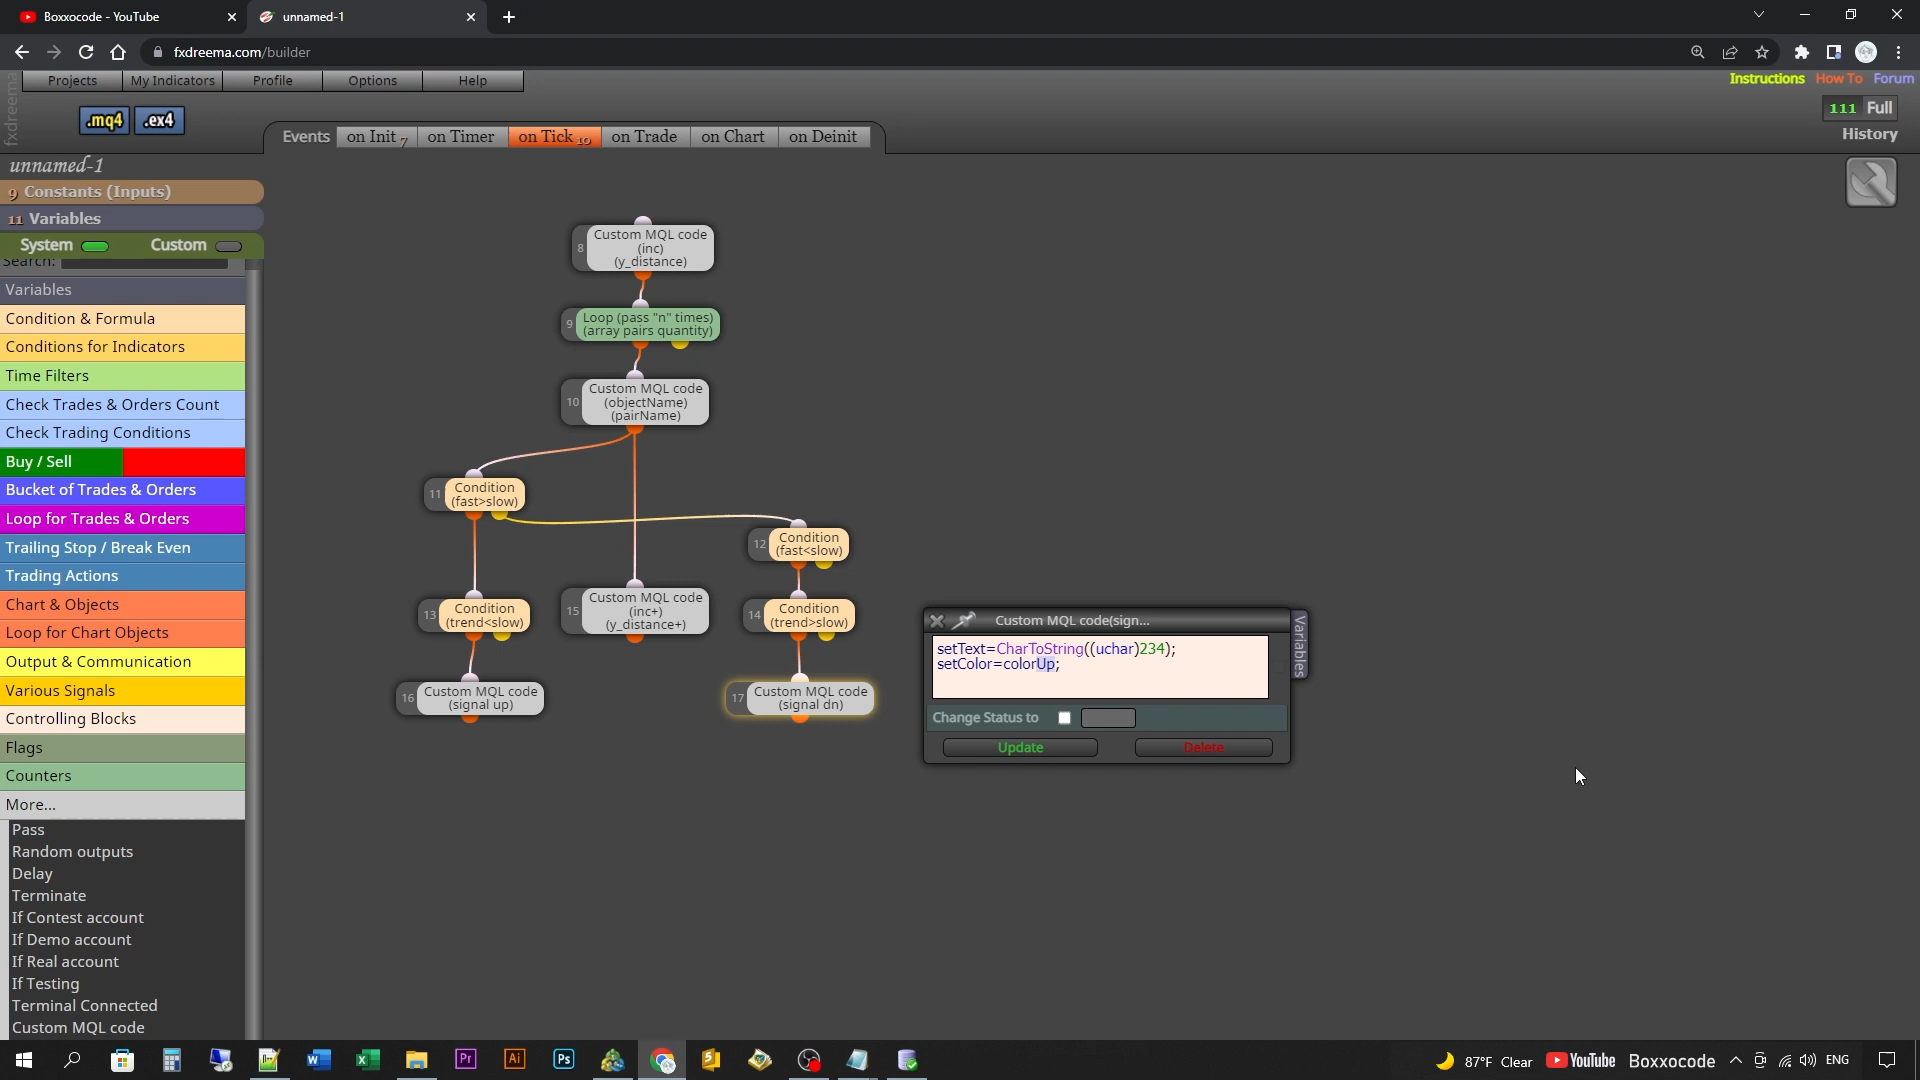 Boxxocode - YouTube
unnamed-1
fxdreema.com/builder
Projects
My Indicators
Profile
Options
Help
Instructions
How To
Forum
fxdreema
.mq4
.ex4
111 Full
History
Events
on Init 7
on Timer
on Tick 10
on Trade
on Chart
on Deinit
unnamed-1
9 Constants (Inputs)
11 Variables
System
Custom
Search:
Variables
Condition & Formula
Conditions for Indicators
Time Filters
Check Trades & Orders Count
Check Trading Conditions
Buy / Sell
Bucket of Trades & Orders
Loop for Trades & Orders
Trailing Stop / Break Even
Trading Actions
Chart & Objects
Loop for Chart Objects
Output & Communication
Various Signals
Controlling Blocks
Flags
Counters
More...
Pass
Random outputs
Delay
Terminate
If Contest account
If Demo account
If Real account
If Testing
Terminal Connected
Custom MQL code
8
Custom MQL code
(inc)
(y_distance)
9
Loop (pass "n" times)
(array pairs quantity)
10
Custom MQL code
(objectName)
(pairName)
11
Condition
(fast>slow)
12
Condition
(fast<slow)
13
Condition
(trend<slow)
15
Custom MQL code
(inc+)
(y_distance+)
14
Condition
(trend>slow)
16
Custom MQL code
(signal up)
17
Custom MQL code
(signal dn)
Custom MQL code(sign...
setText=CharToString((uchar)234);
setColor=colorUp;
Variables
Change Status to
Update
Delete
Pr
Ai
Ps
87°F Clear
YouTube
Boxxocode
ENG